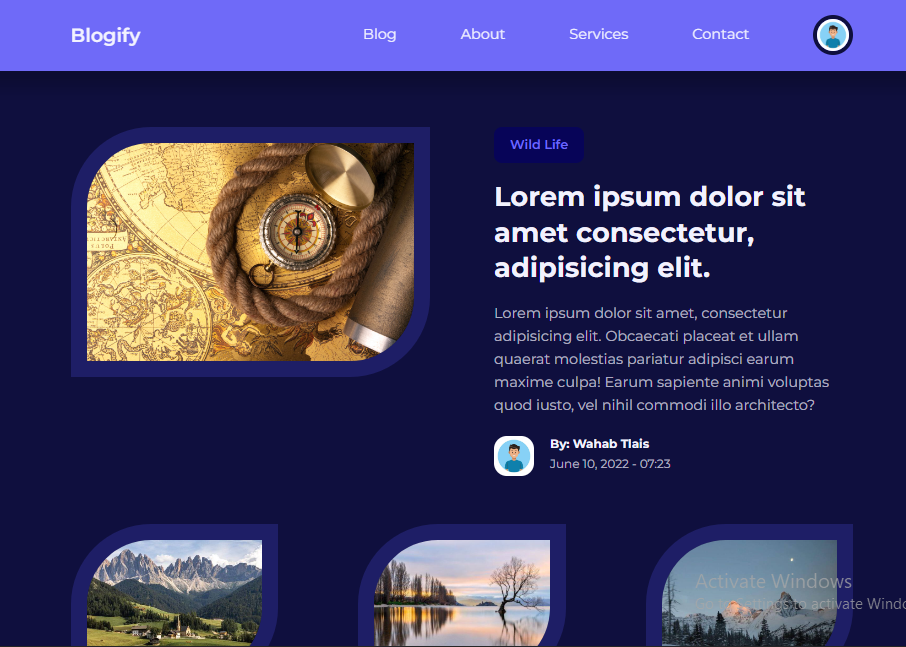 Blogify
Blog
About
Services
Contact
Wild Life
Lorem ipsum dolor sit
amet consectetur,
adipisicing elit.
Lorem ipsum dolor sit amet, consectetur
adipisicing elit. Obcaecati placeat et ullam
quaerat molestias pariatur adipisci earum
maxime culpa! Earum sapiente animi voluptas
quod iusto, vel nihil commodi illo architecto?
By: Wahab Tlais
June 10, 2022 - 07:23
Activate Windows
Go to Settings to activate Windo